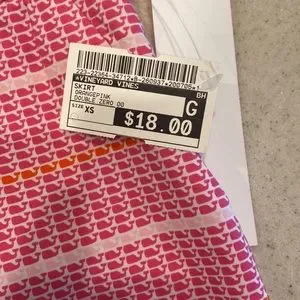 *VINEYARD VINES
BH
SKIRT
G
ORANGEPINK
DOUBLE ZERO 00
SIZE XS
$18.00